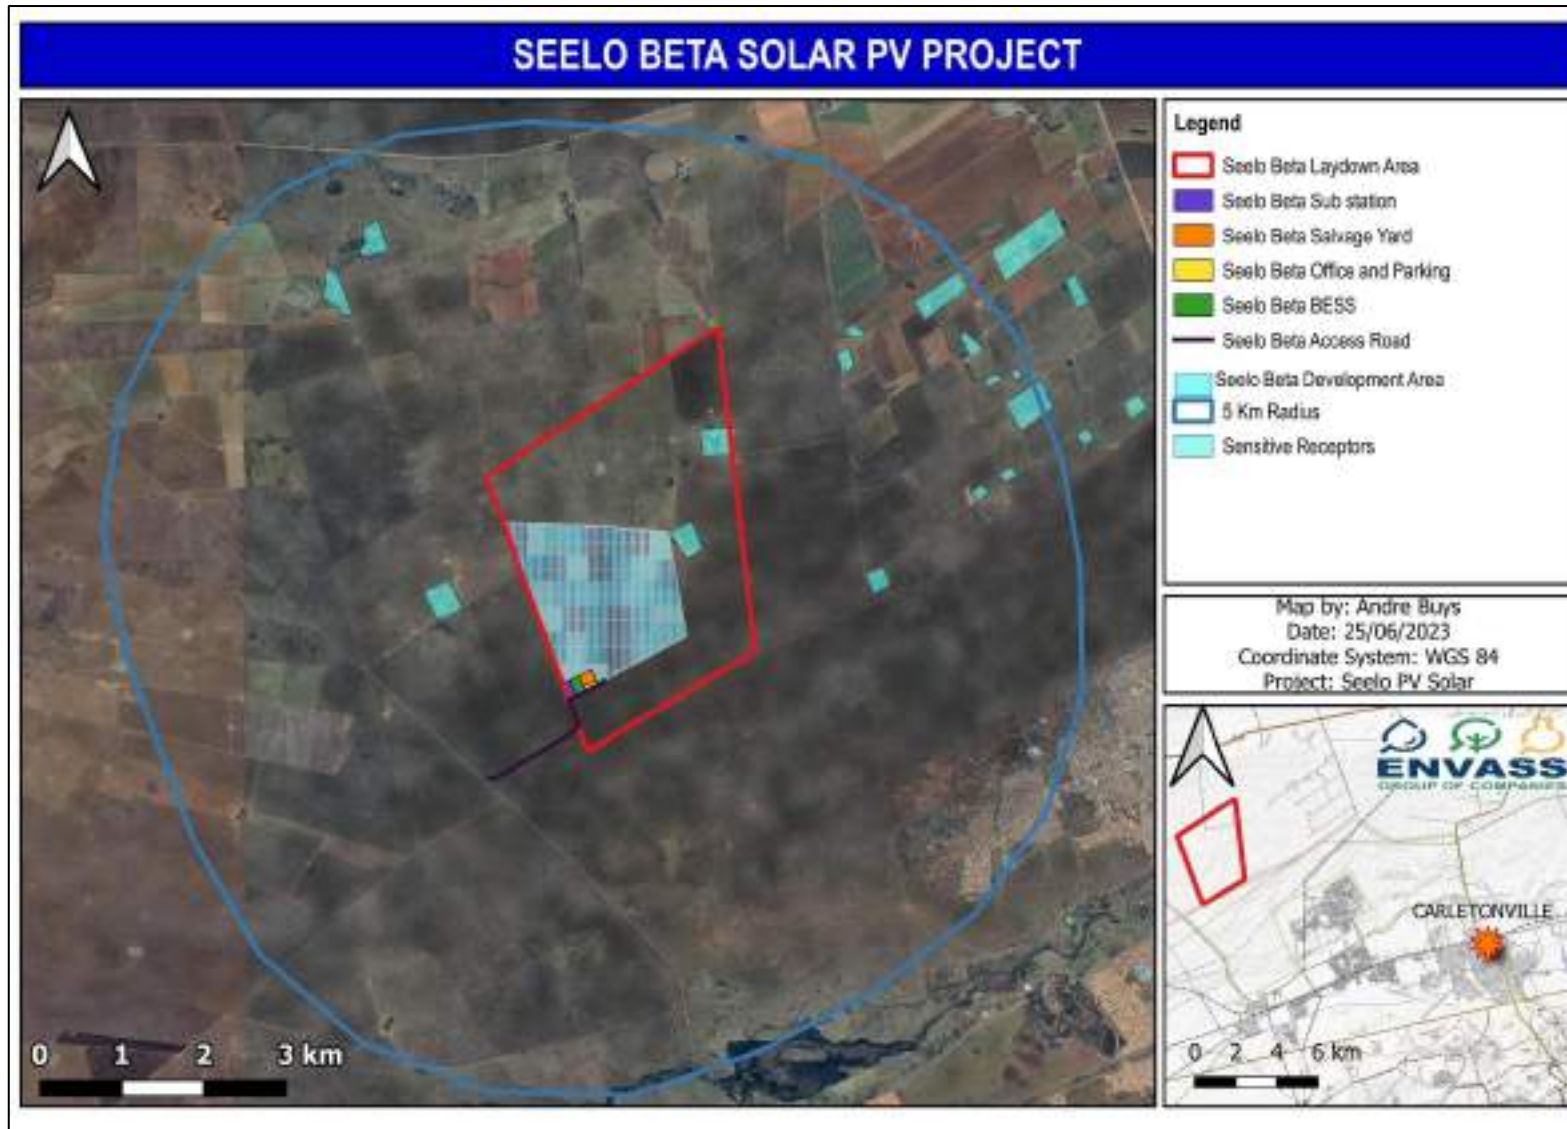 SEELO BETA SOLAR PV PROJECT
Legend
Seelo Beta Laydown Area
Seelo Beta Sub station
Seelo Beta Salvage Yard
Seelo Beta Office and Parking
Seelo Beta BESS
Seelo Beta Access Road
Seelo Beta Development Area
5 Km Radius
Sensitive Receptors
Map by: Andre Buys
Date: 25/06/2023
Coordinate System: WGS 84
Project: Seelo PV Solar
ENVASS
GROUP OF COMPANIES
CARLETONVILLE
0 2 4 6 km
0 1 2 3 km